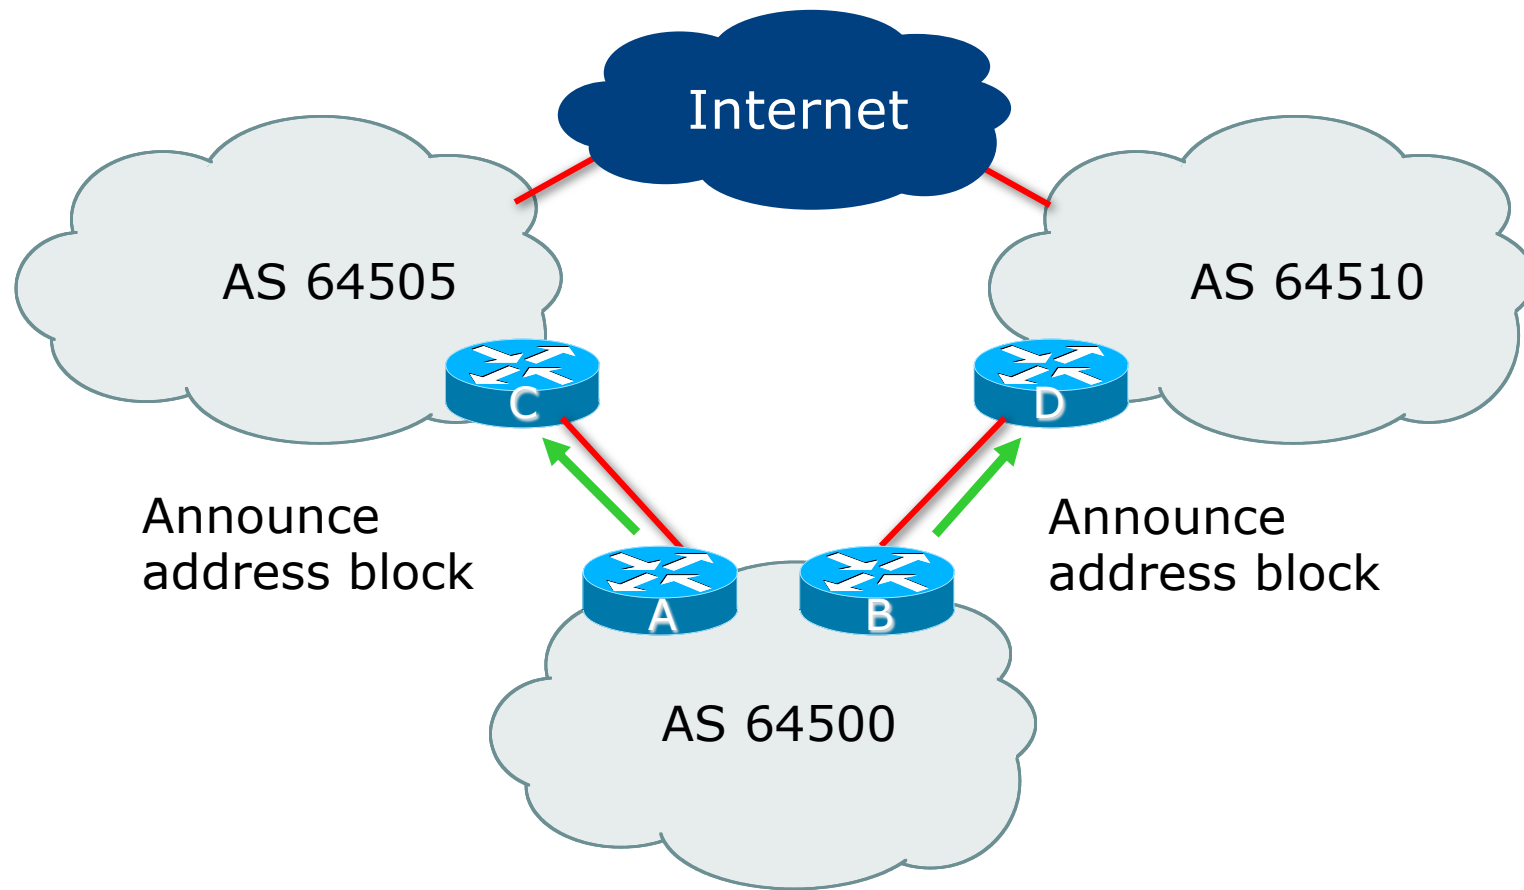 Internet
AS 64505
AS 64510
C
D
Announce
address block
Announce
address block
A
B
AS 64500